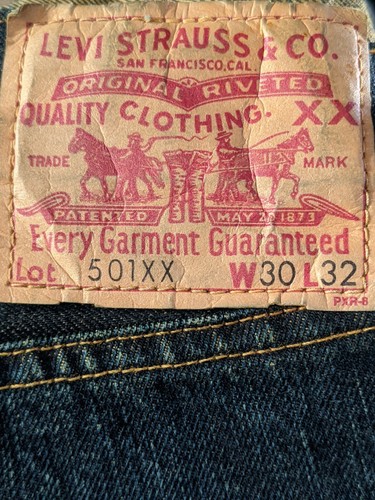 LEVI STRAUSS & CO.
SAN FRANCISCO, CAL.
ORIGINAL RIVETED
QUALITY CLOTHING. XX
TRADE MARK
PATENTED MAY 20 1873
Every Garment Guaranteed
Lot 501XX W30 L32
PXR-8